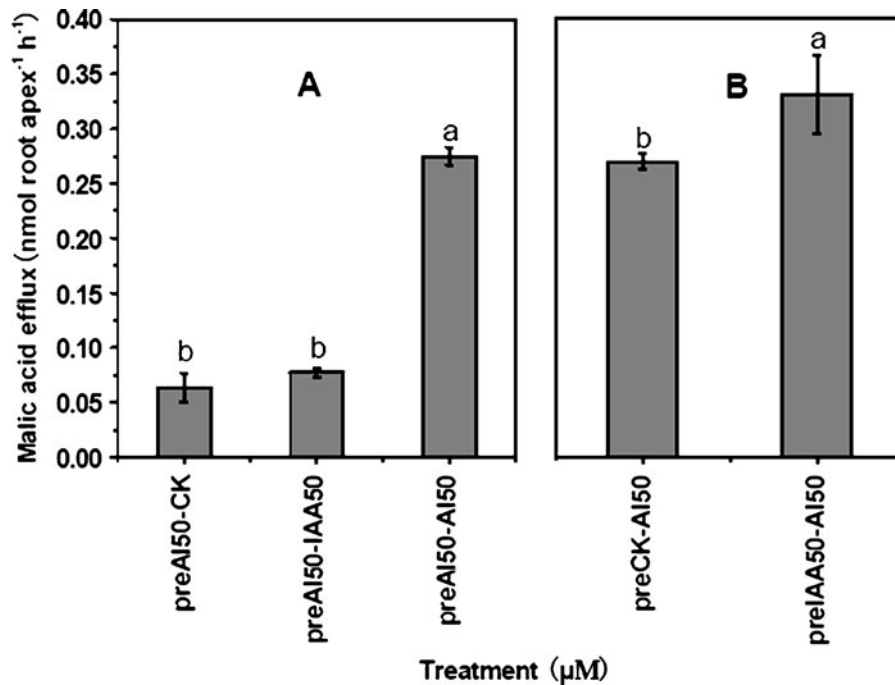 Malic acid efflux (nmol root apex⁻¹ h⁻¹)
0.40
0.35
0.30
0.25
0.20
0.15
0.10
0.05
0.00
A
b
b
a
B
b
a
preAl50-CK
preAl50-IAA50
preAl50-Al50
preCK-Al50
preIAA50-Al50
Treatment (μM)